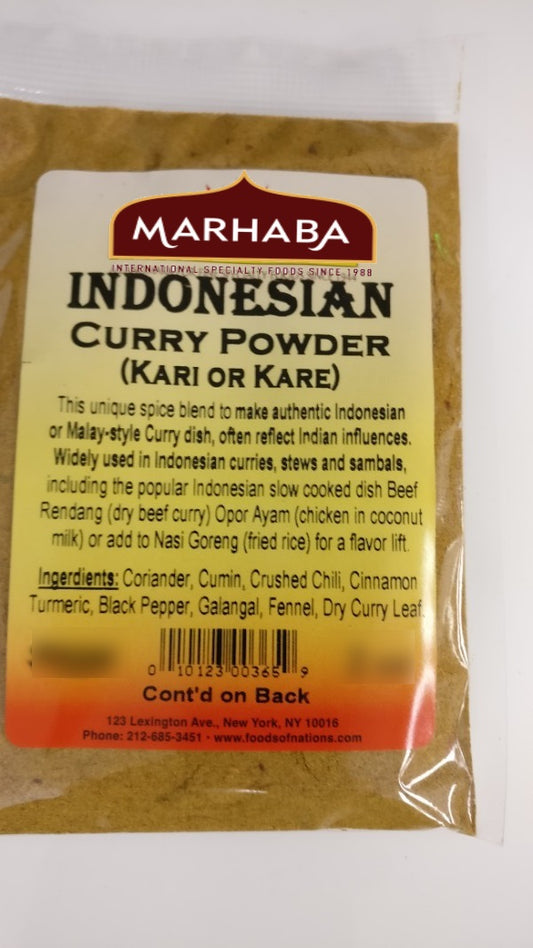 MARHABA
INTERNATIONAL SPECIALTY FOODS SINCE 1988
INDONESIAN
CURRY POWDER
(KARI OR KARE)
This unique spice blend to make authentic Indonesian
or Malay-style Curry dish, often reflect Indian influences.
Widely used in Indonesian curries, stews and sambals,
including the popular Indonesian slow cooked dish Beef
Rendang (dry beef curry) Opor Ayam (chicken in coconut
milk) or add to Nasi Goreng (fried rice) for a flavor lift.
Ingerdients: Coriander, Cumin, Crushed Chili, Cinnamon
Turmeric, Black Pepper, Galangal, Fennel, Dry Curry Leaf.
0 10123 00365 9
Cont'd on Back
123 Lexington Ave., New York, NY 10016
Phone: 212-685-3451 · www.foodsofnations.com